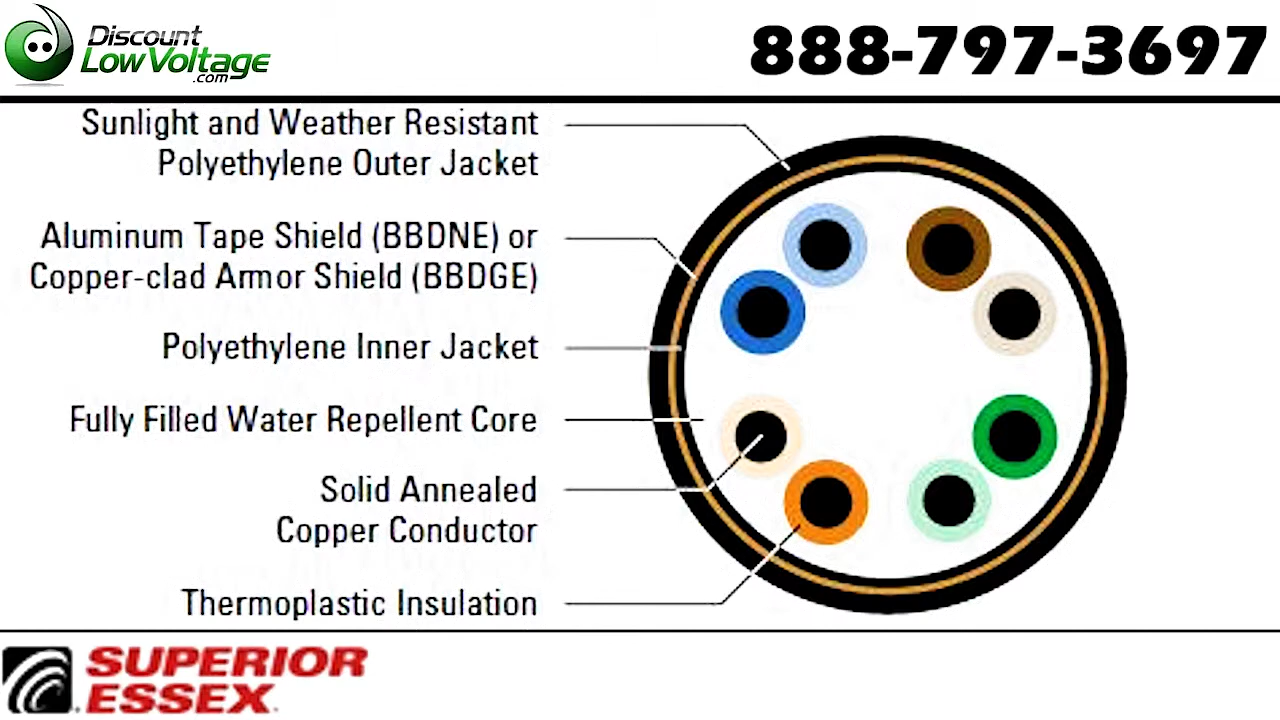 Discount
LowVoltage
.com
888-797-3697
Sunlight and Weather Resistant
Polyethylene Outer Jacket
Aluminum Tape Shield (BBDNE) or
Copper-clad Armor Shield (BBDGE)
Polyethylene Inner Jacket
Fully Filled Water Repellent Core
Solid Annealed
Copper Conductor
Thermoplastic Insulation
SUPERIOR
ESSEX